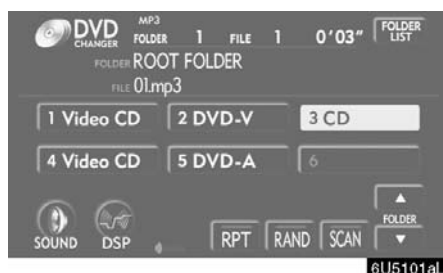 DVD CHANGER MP3 FOLDER 1 FILE 1 0'03" FOLDER LIST
FOLDER ROOT FOLDER
FILE 01.mp3
1 Video CD 2 DVD-V 3 CD
4 Video CD 5 DVD-A 6
SOUND DSP RPT RAND SCAN FOLDER
6U5101aI